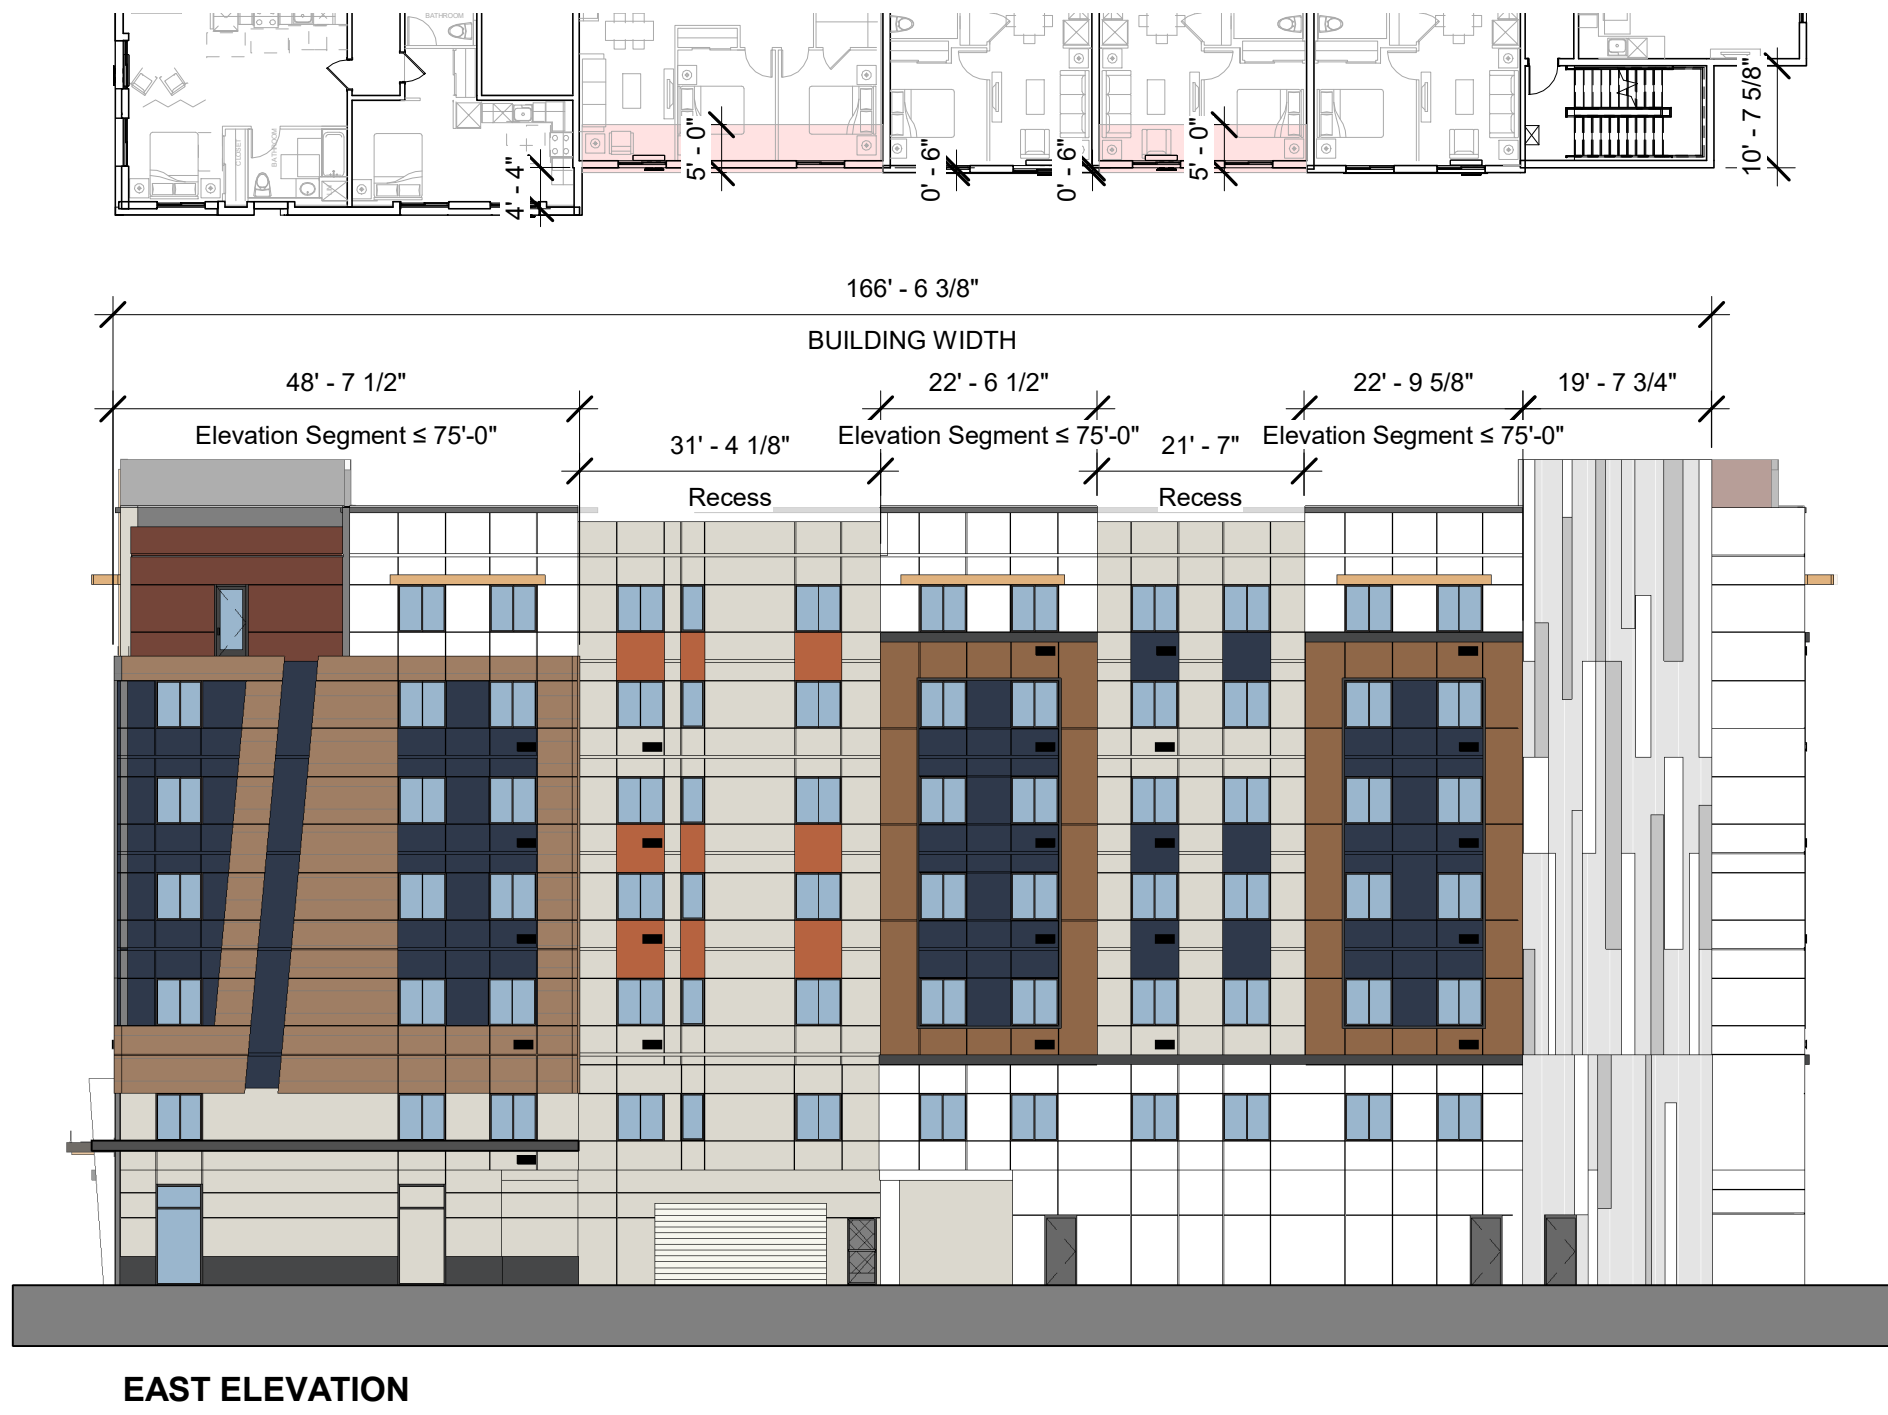 BATHROOM
CLOSET
BATHROOM
4' - 4"
5' - 0"
0' - 6"
0' - 6"
5' - 0"
10' - 7 5/8"
166' - 6 3/8"
BUILDING WIDTH
48' - 7 1/2"
22' - 6 1/2"
22' - 9 5/8"
19' - 7 3/4"
Elevation Segment ≤ 75'-0"
Elevation Segment ≤ 75'-0"
Elevation Segment ≤ 75'-0"
31' - 4 1/8"
21' - 7"
Recess
Recess
EAST ELEVATION